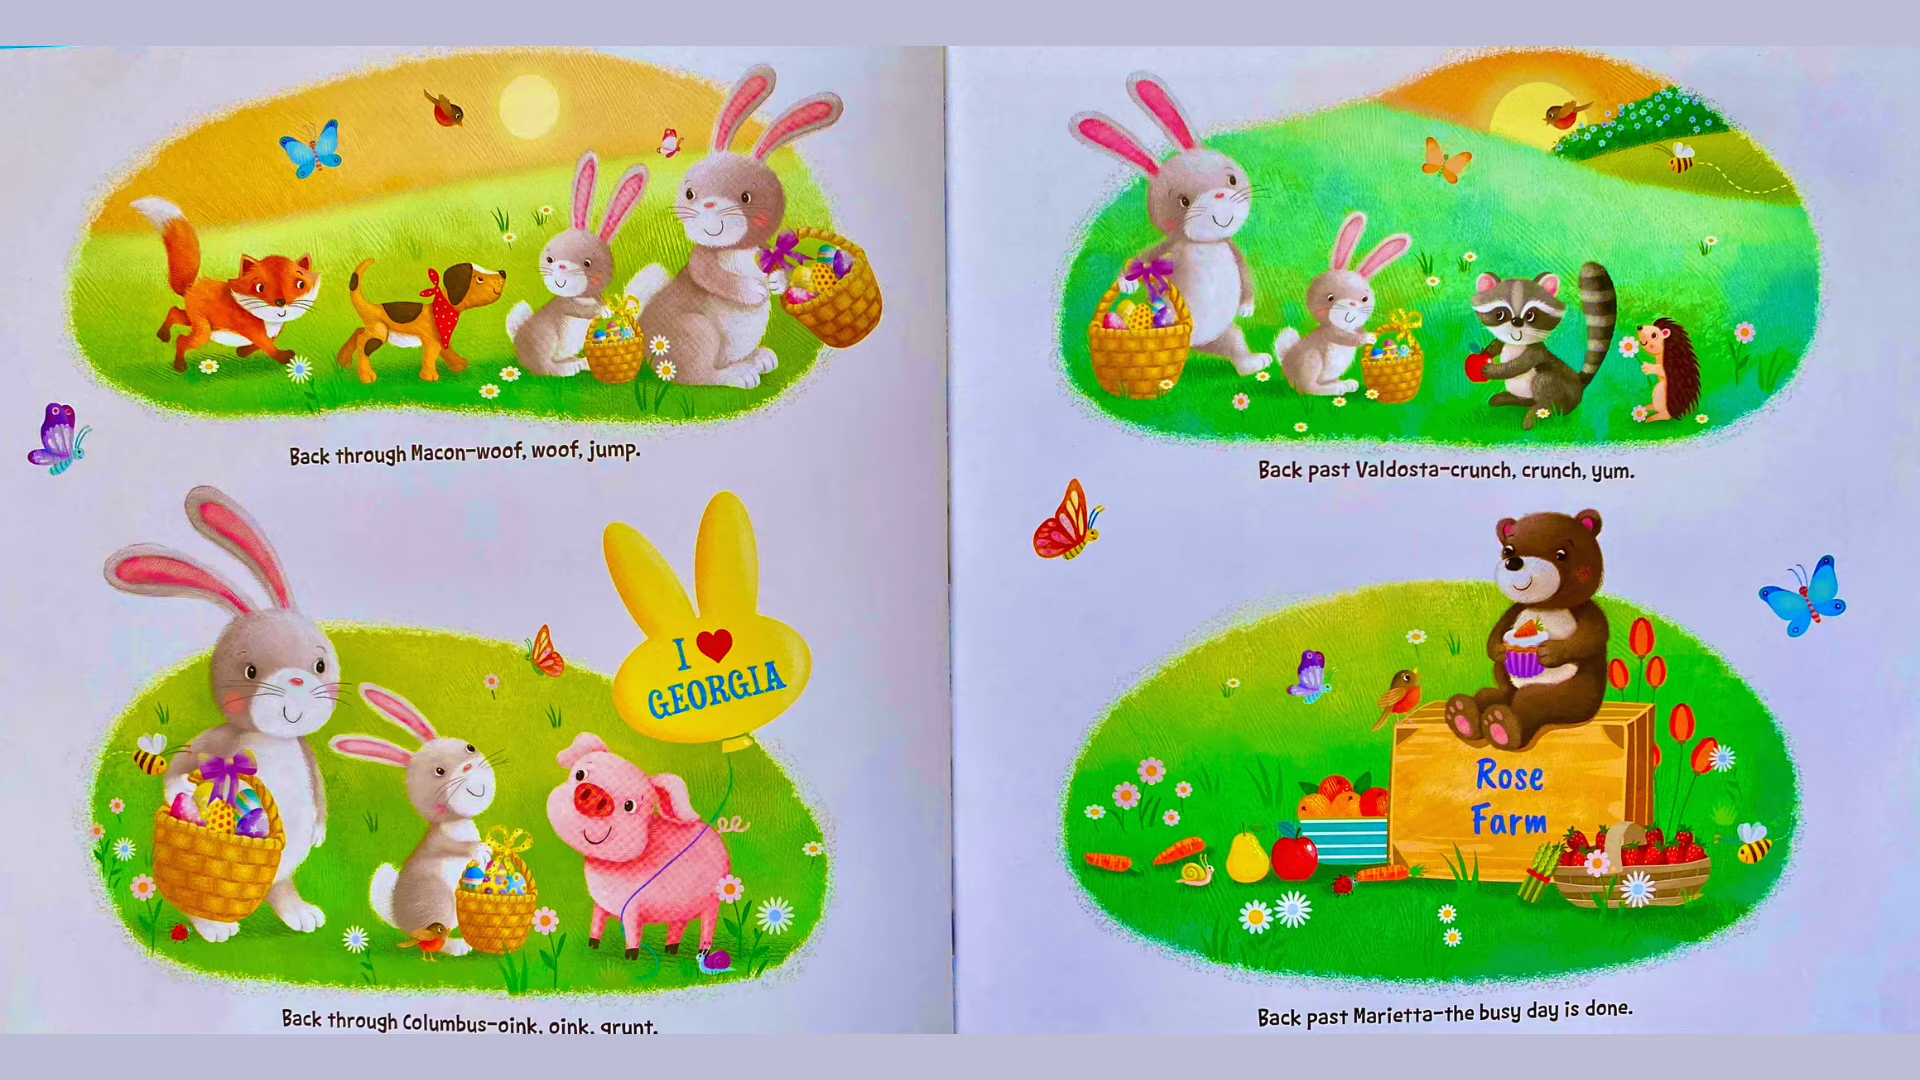 Back through Macon–woof, woof, jump.
I ♥
GEORGIA
Back through Columbus–oink, oink, grunt.
Back past Valdosta–crunch, crunch, yum.
Rose
Farm
Back past Marietta–the busy day is done.